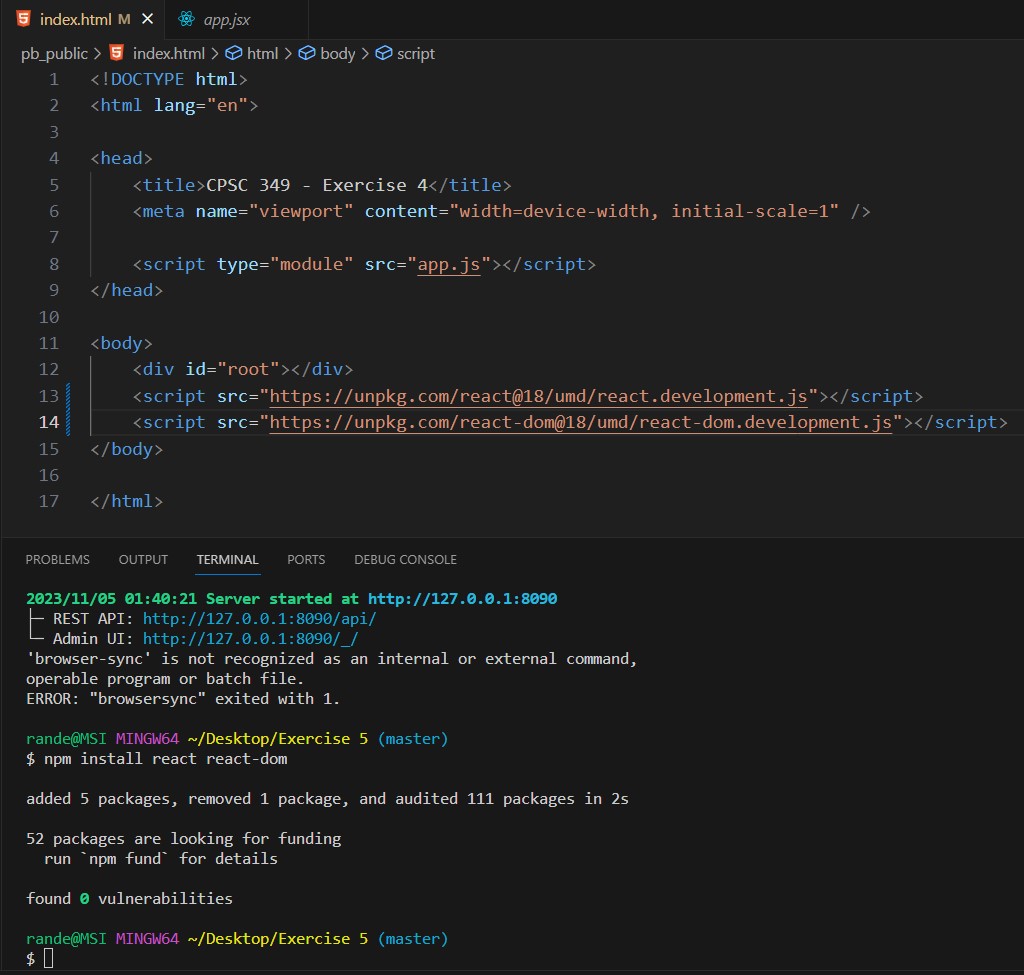 index.html M
app.jsx
pb_public > index.html > html > body > script
1 <!DOCTYPE html>
2 <html lang="en">
3
4 <head>
5 <title>CPSC 349 - Exercise 4</title>
6 <meta name="viewport" content="width=device-width, initial-scale=1" />
7
8 <script type="module" src="app.js"></script>
9 </head>
10
11 <body>
12 <div id="root"></div>
13 <script src="https://unpkg.com/react@18/umd/react.development.js"></script>
14 <script src="https://unpkg.com/react-dom@18/umd/react-dom.development.js"></script>
15 </body>
16
17 </html>
PROBLEMS OUTPUT TERMINAL PORTS DEBUG CONSOLE
2023/11/05 01:40:21 Server started at http://127.0.0.1:8090
├─ REST API: http://127.0.0.1:8090/api/
└─ Admin UI: http://127.0.0.1:8090/_/
'browser-sync' is not recognized as an internal or external command,
operable program or batch file.
ERROR: "browsersync" exited with 1.
rande@MSI MINGW64 ~/Desktop/Exercise 5 (master)
$ npm install react react-dom
added 5 packages, removed 1 package, and audited 111 packages in 2s
52 packages are looking for funding
run `npm fund` for details
found 0 vulnerabilities
rande@MSI MINGW64 ~/Desktop/Exercise 5 (master)
$